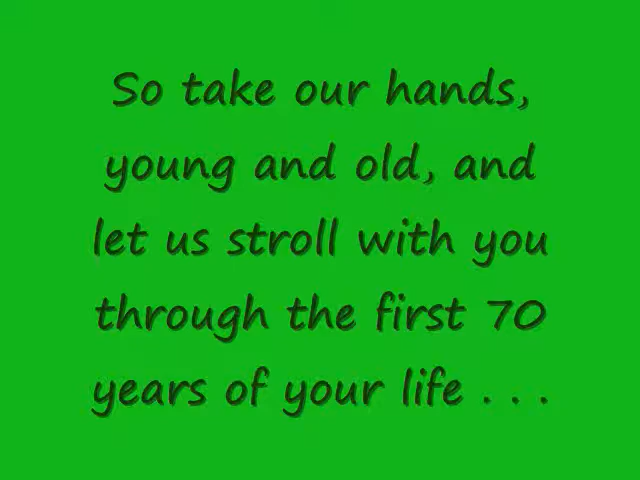 So take our hands,
young and old, and
let us stroll with you
through the first 70
years of your life . . .